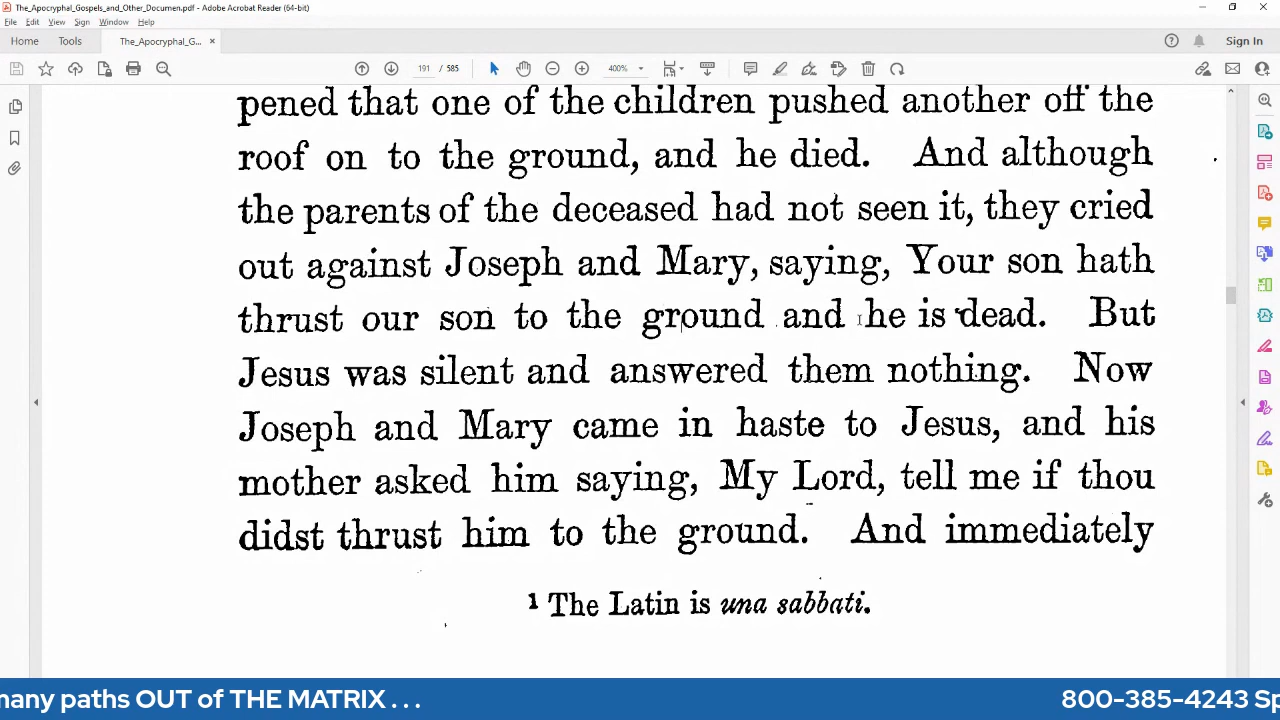 The_Apocryphal_Gospels_and_Other_Documen.pdf - Adobe Acrobat Reader (64-bit)
File Edit View Sign Window Help
Home Tools The_Apocryphal_G... × Sign In
191 / 585 400%
pened that one of the children pushed another off the
roof on to the ground, and he died. And although
the parents of the deceased had not seen it, they cried
out against Joseph and Mary, saying, Your son hath
thrust our son to the ground and he is dead. But
Jesus was silent and answered them nothing. Now
Joseph and Mary came in haste to Jesus, and his
mother asked him saying, My Lord, tell me if thou
didst thrust him to the ground. And immediately
1 The Latin is una sabbati.
many paths OUT of THE MATRIX . . . 800-385-4243 Sp